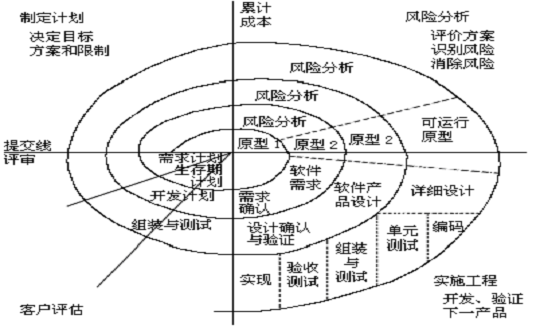 制定计划
决定目标
方案和限制
累计
成本
风险分析
评价方案
识别风险
消除风险
风险分析
风险分析
风险分析
可运行
原型
提交线
评审
原型 1
原型 2
原型 2
需求计划
生存期
计划
软件
需求
开发计划
需求
确认
软件产
品设计
详细设计
组装与测试
设计确认
与验证
实现
验收
测试
组装
与
测试
单元
测试
编码
客户评估
实施工程
开发、验证
下一产品